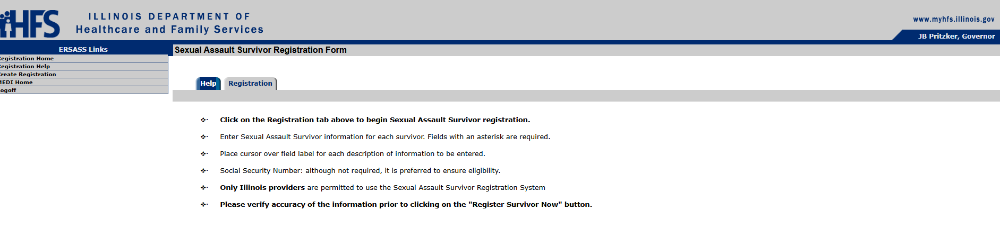 HFS
ILLINOIS DEPARTMENT OF
Healthcare and Family Services
www.myhfs.illinois.gov
JB Pritzker, Governor
ERSASS Links
Registration Home
Registration Help
Create Registration
MEDI Home
Logoff
Sexual Assault Survivor Registration Form
Help Registration
Click on the Registration tab above to begin Sexual Assault Survivor registration.
Enter Sexual Assault Survivor information for each survivor. Fields with an asterisk are required.
Place cursor over field label for each description of information to be entered.
Social Security Number: although not required, it is preferred to ensure eligibility.
Only Illinois providers are permitted to use the Sexual Assault Survivor Registration System
Please verify accuracy of the information prior to clicking on the "Register Survivor Now" button.